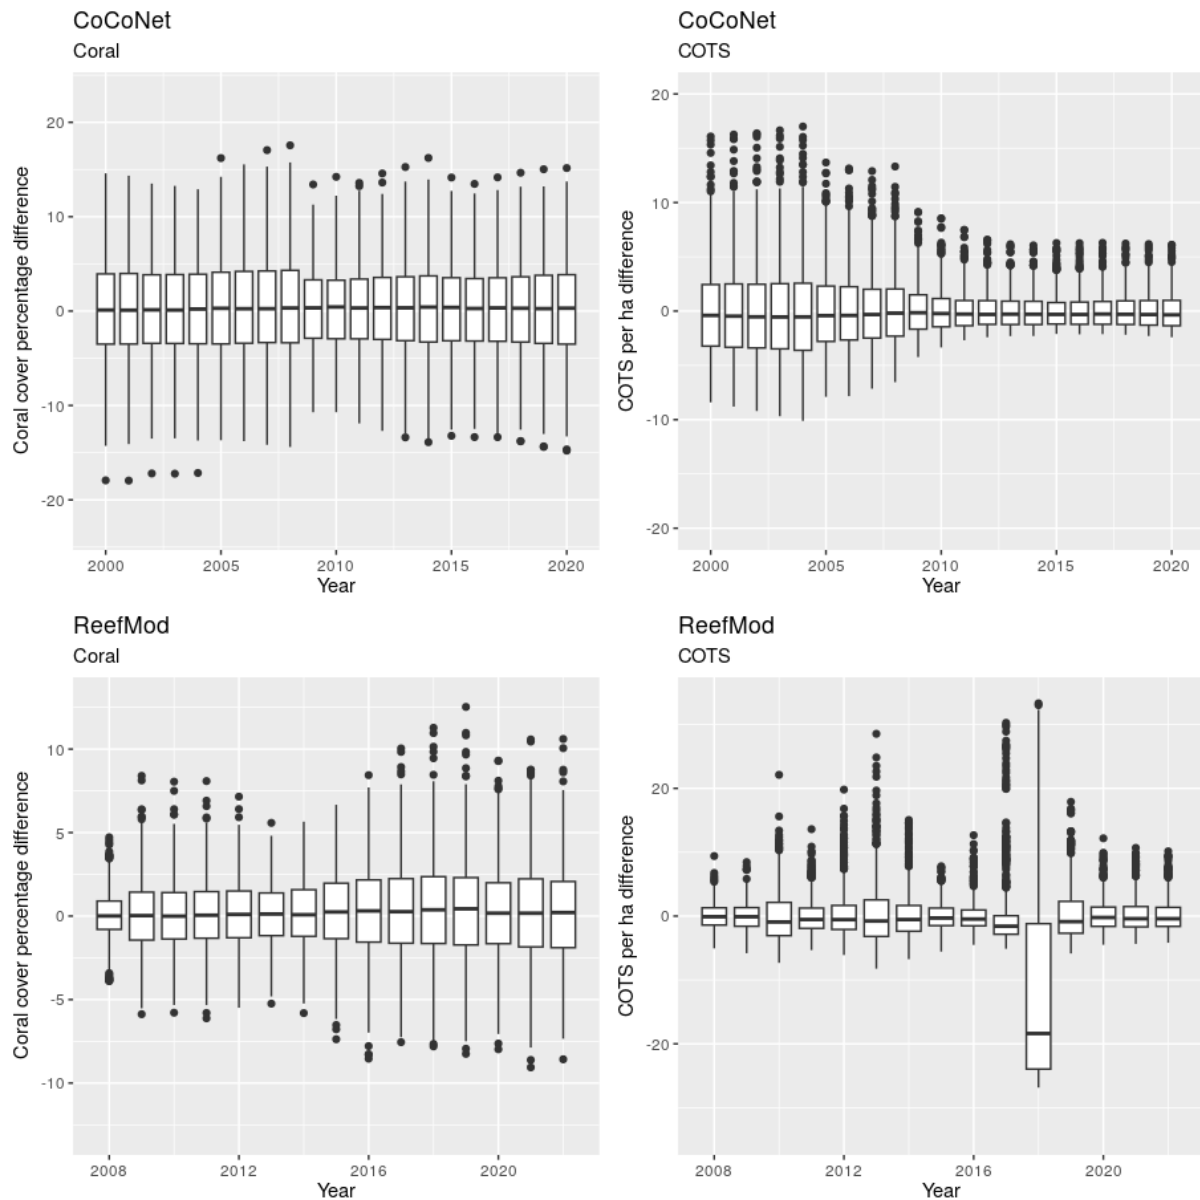 CoCoNet
Coral
Coral cover percentage difference
20
10
0
-10
-20
2000 2005 2010 2015 2020
Year
CoCoNet
COTS
COTS per ha difference
20
10
0
-10
-20
2000 2005 2010 2015 2020
Year
ReefMod
Coral
Coral cover percentage difference
10
5
0
-5
-10
2008 2012 2016 2020
Year
ReefMod
COTS
COTS per ha difference
20
0
-20
2008 2012 2016 2020
Year